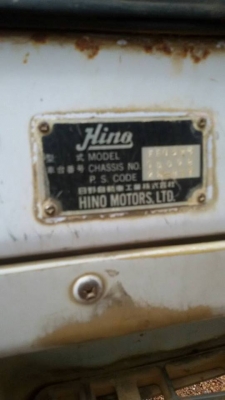 Hino
型 式 MODEL
車台番号 CHASSIS NO.
P. S. CODE
日野自動車工業株式会社
HINO MOTORS, LTD.